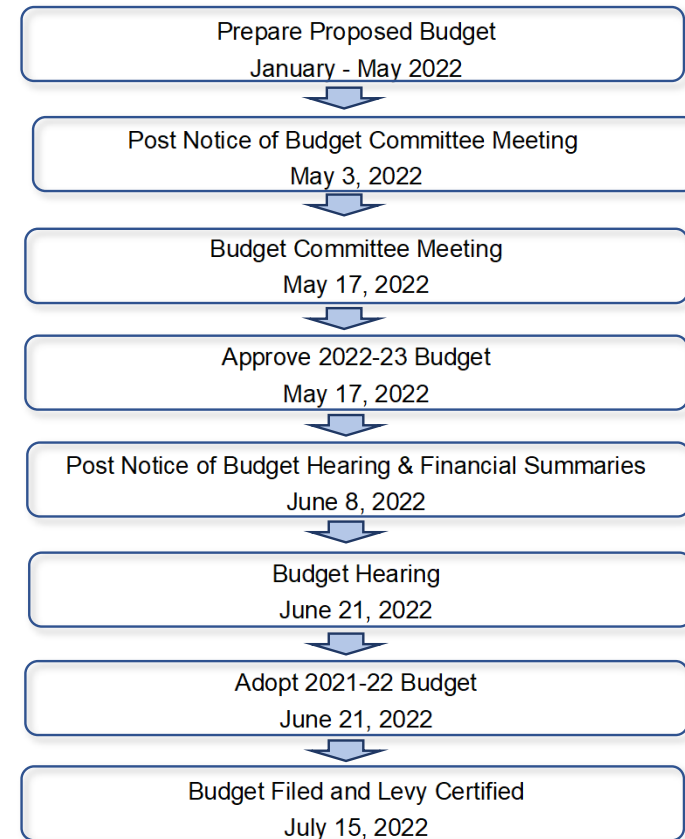 Prepare Proposed Budget
January - May 2022
Post Notice of Budget Committee Meeting
May 3, 2022
Budget Committee Meeting
May 17, 2022
Approve 2022-23 Budget
May 17, 2022
Post Notice of Budget Hearing & Financial Summaries
June 8, 2022
Budget Hearing
June 21, 2022
Adopt 2021-22 Budget
June 21, 2022
Budget Filed and Levy Certified
July 15, 2022